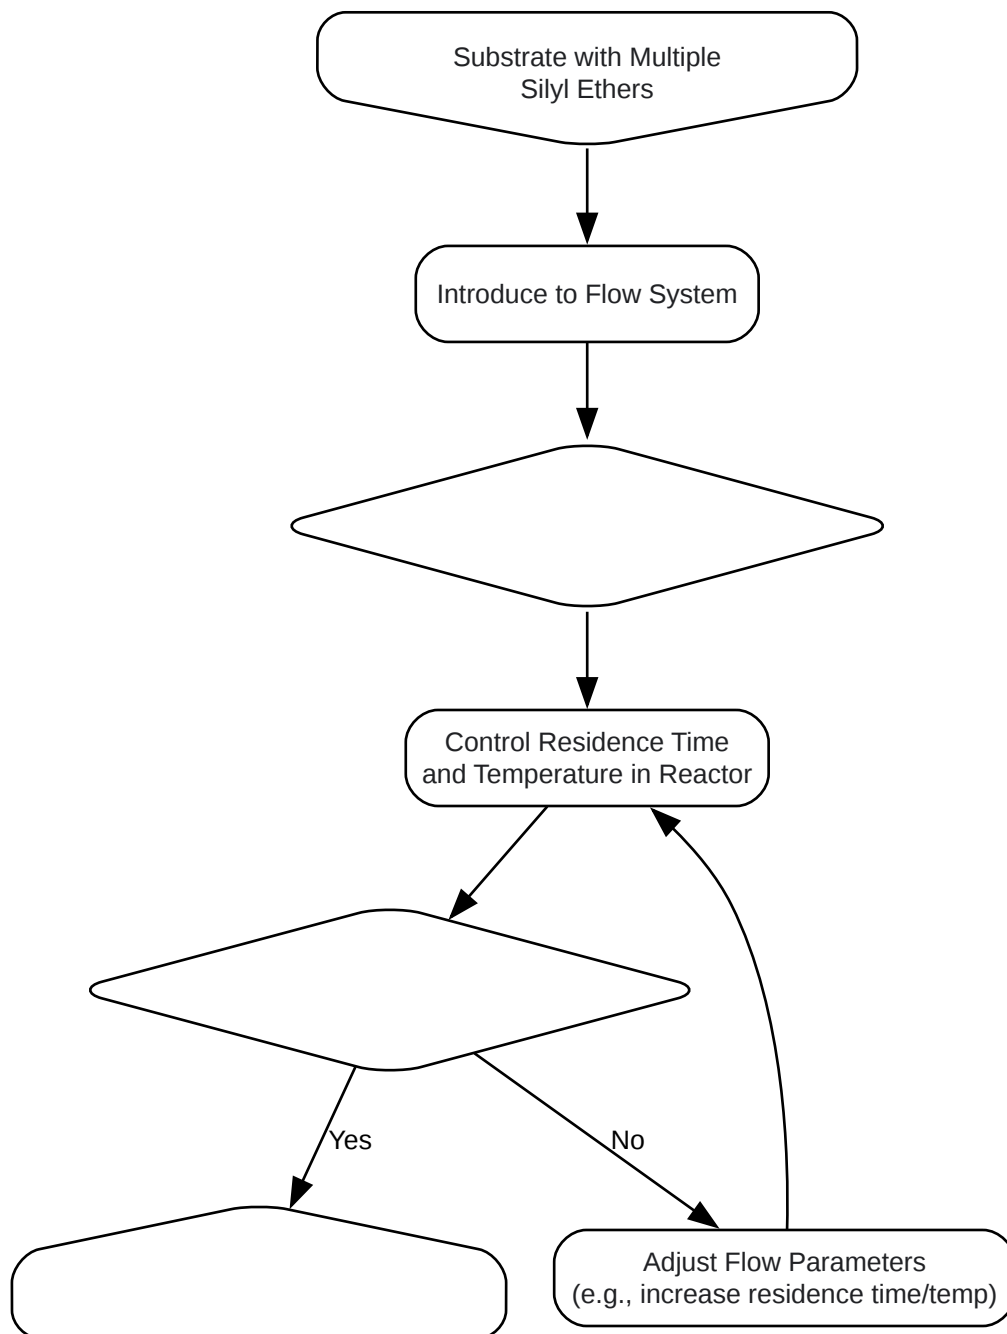 Substrate with Multiple
Silyl Ethers
Introduce to Flow System
Control Residence Time
and Temperature in Reactor
Yes
No
Adjust Flow Parameters
(e.g., increase residence time/temp)